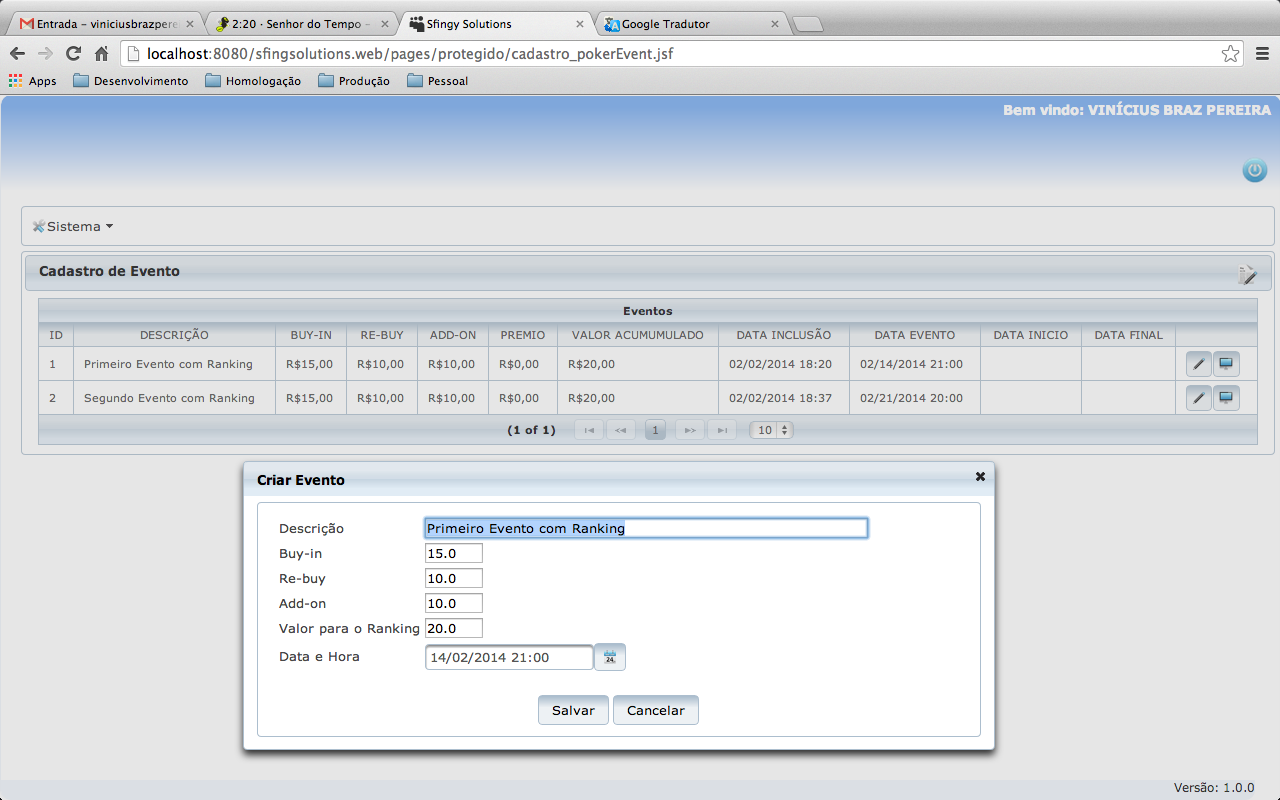 Entrada – viniciusbrazpere
2:20 · Senhor do Tempo –
Sfingy Solutions
Google Tradutor
localhost:8080/sfingsolutions.web/pages/protegido/cadastro_pokerEvent.jsf
Apps Desenvolvimento Homologação Produção Pessoal
Bem vindo: VINÍCIUS BRAZ PEREIRA
Sistema
Cadastro de Evento
Eventos
ID DESCRIÇÃO BUY-IN RE-BUY ADD-ON PREMIO VALOR ACUMUMULADO DATA INCLUSÃO DATA EVENTO DATA INICIO DATA FINAL
1 Primeiro Evento com Ranking R$15,00 R$10,00 R$10,00 R$0,00 R$20,00 02/02/2014 18:20 02/14/2014 21:00
2 Segundo Evento com Ranking R$15,00 R$10,00 R$10,00 R$0,00 R$20,00 02/02/2014 18:37 02/21/2014 20:00
(1 of 1) 1 10
Criar Evento
Descrição Primeiro Evento com Ranking
Buy-in 15.0
Re-buy 10.0
Add-on 10.0
Valor para o Ranking 20.0
Data e Hora 14/02/2014 21:00 24
Salvar Cancelar
Versão: 1.0.0